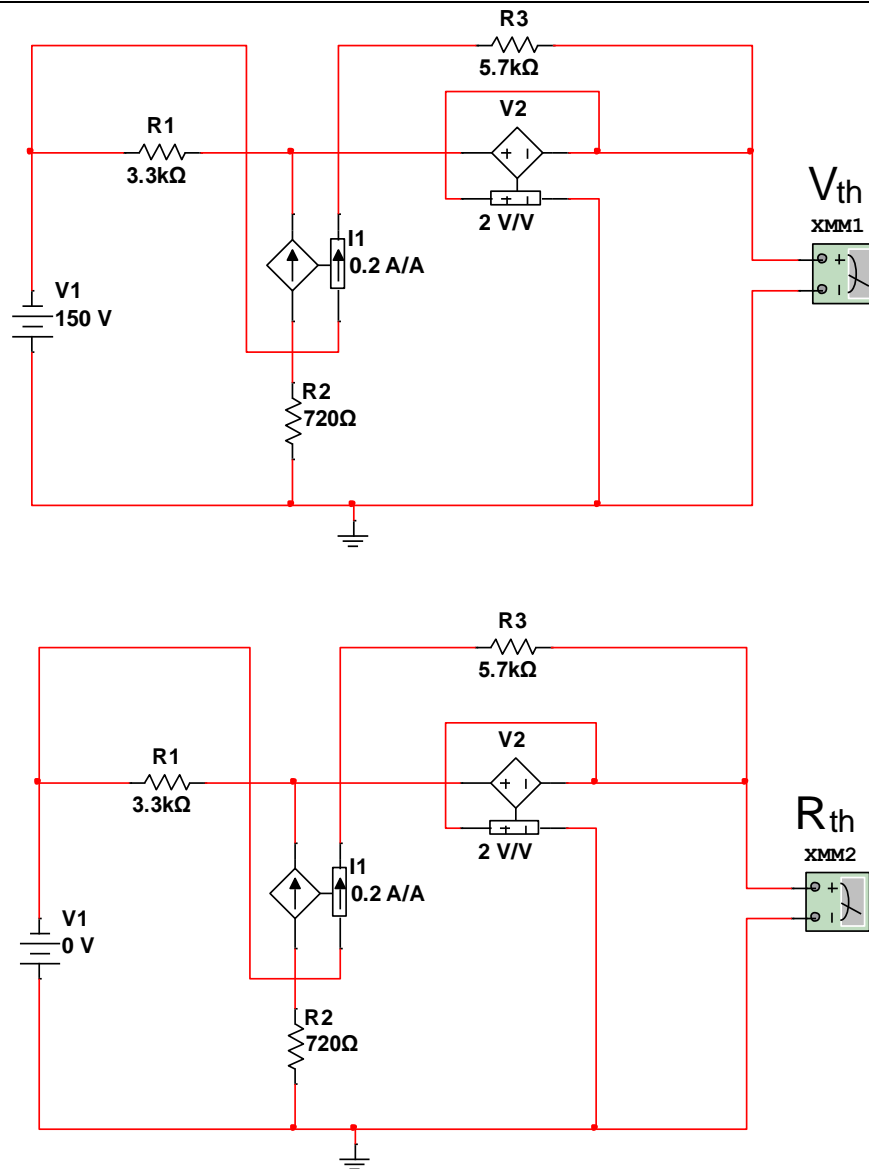 R3
5.7kΩ
V2
R1
3.3kΩ
2 V/V
Vth
XMM1
I1
0.2 A/A
V1
150 V
R2
720Ω
R3
5.7kΩ
V2
R1
3.3kΩ
2 V/V
Rth
XMM2
I1
0.2 A/A
V1
0 V
R2
720Ω